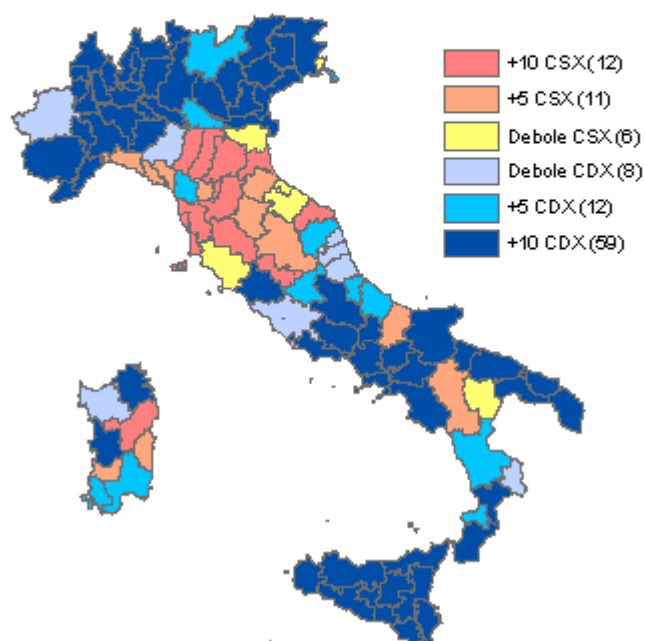 +10 CSX(12)
+5 CSX(11)
Debole CSX(6)
Debole CDX(8)
+5 CDX(12)
+10 CDX(59)